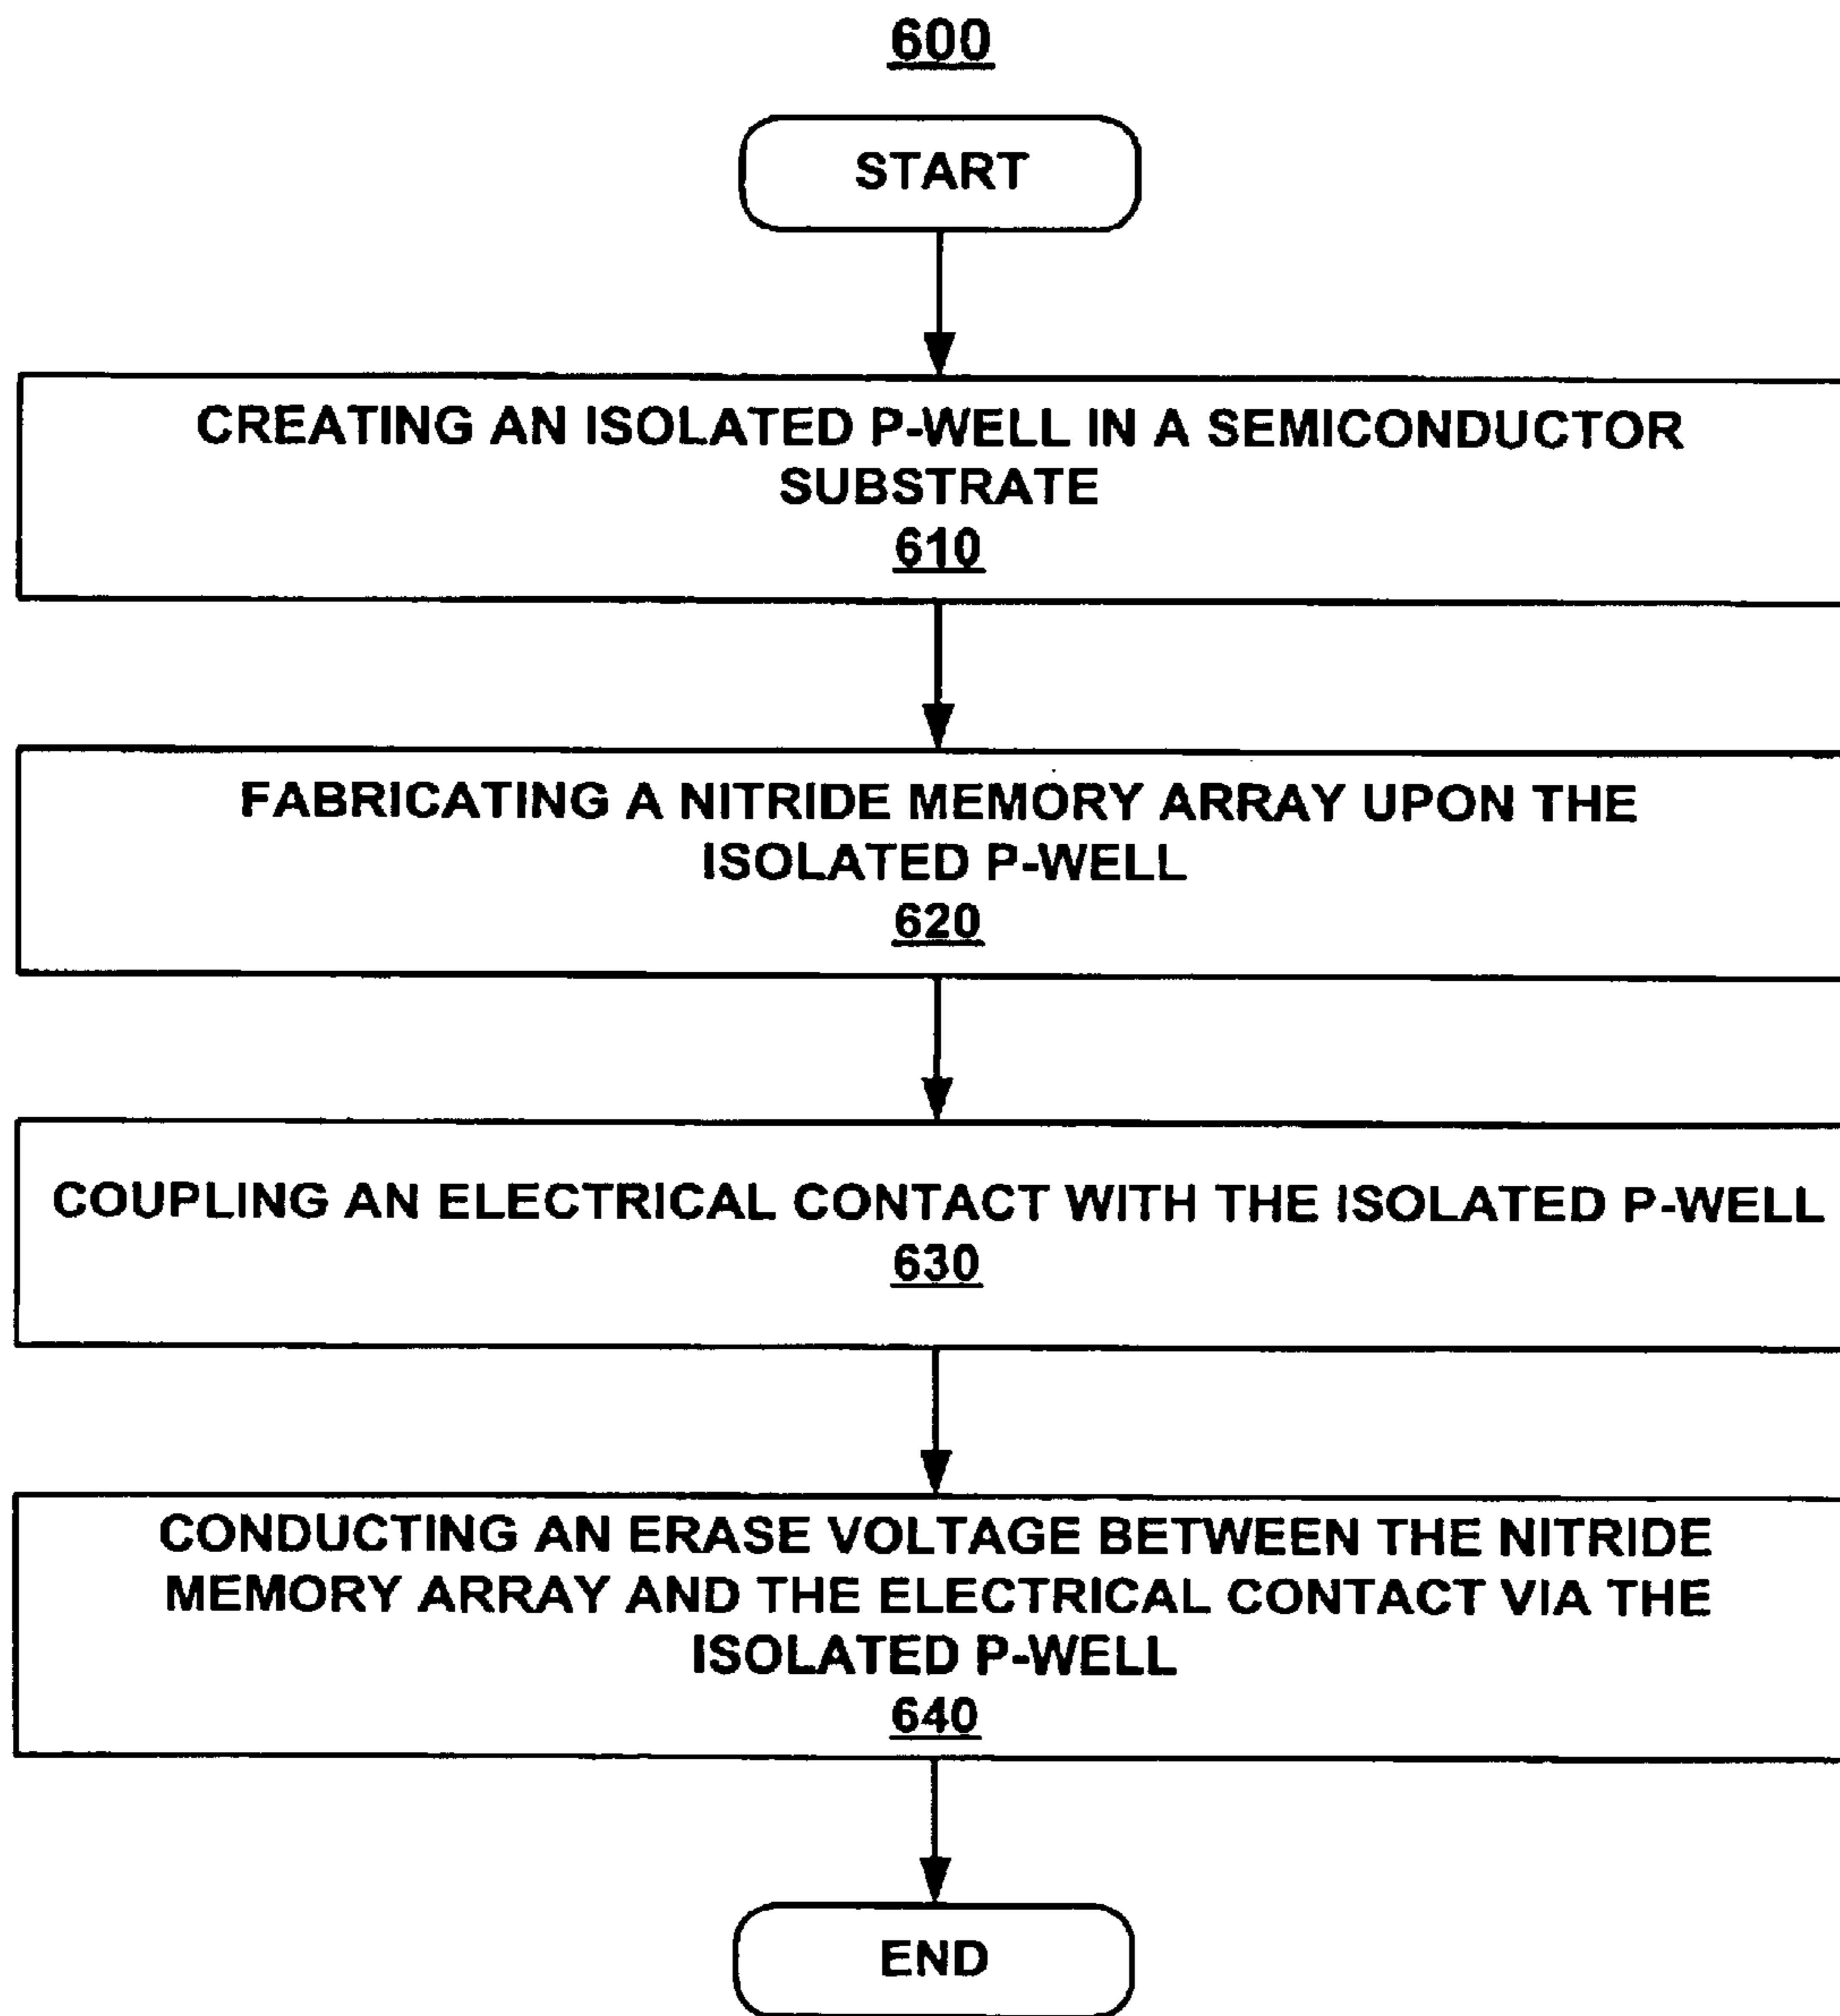 600
START
CREATING AN ISOLATED P-WELL IN A SEMICONDUCTOR
SUBSTRATE
610
FABRICATING A NITRIDE MEMORY ARRAY UPON THE
ISOLATED P-WELL
620
COUPLING AN ELECTRICAL CONTACT WITH THE ISOLATED P-WELL
630
CONDUCTING AN ERASE VOLTAGE BETWEEN THE NITRIDE
MEMORY ARRAY AND THE ELECTRICAL CONTACT VIA THE
ISOLATED P-WELL
640
END